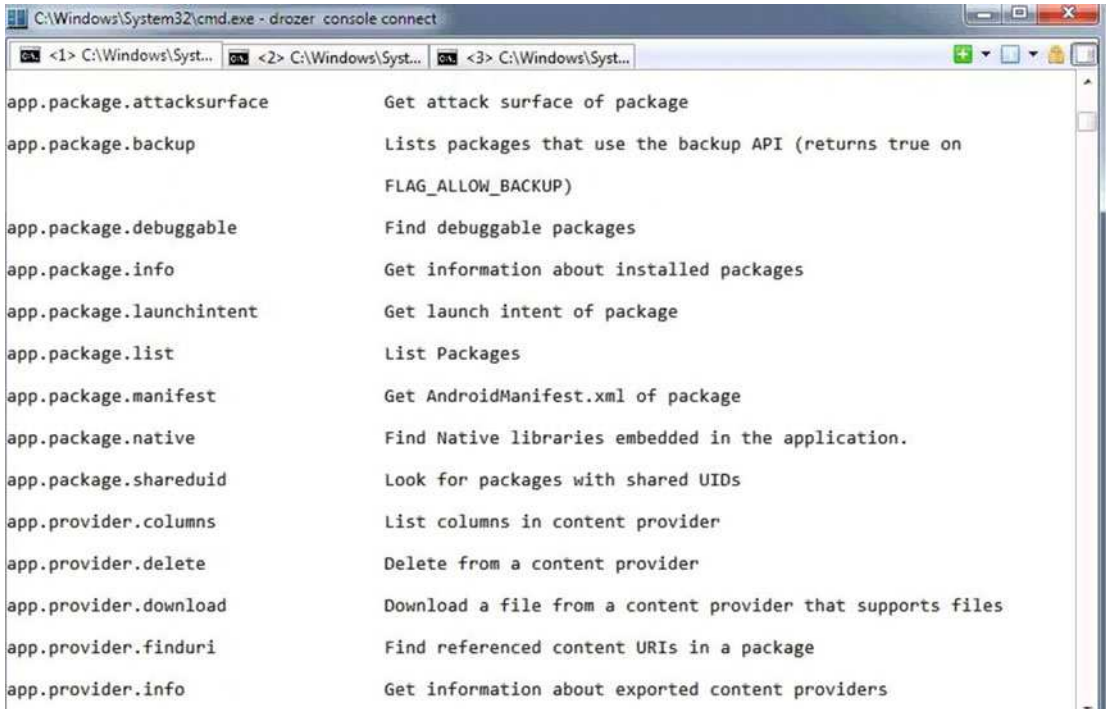 C:\Windows\System32\cmd.exe - drozer console connect
<1> C:\Windows\Syst... <2> C:\Windows\Syst... <3> C:\Windows\Syst...
app.package.attacksurface Get attack surface of package
app.package.backup Lists packages that use the backup API (returns true on
FLAG_ALLOW_BACKUP)
app.package.debuggable Find debuggable packages
app.package.info Get information about installed packages
app.package.launchintent Get launch intent of package
app.package.list List Packages
app.package.manifest Get AndroidManifest.xml of package
app.package.native Find Native libraries embedded in the application.
app.package.shareduid Look for packages with shared UIDs
app.provider.columns List columns in content provider
app.provider.delete Delete from a content provider
app.provider.download Download a file from a content provider that supports files
app.provider.finduri Find referenced content URIs in a package
app.provider.info Get information about exported content providers